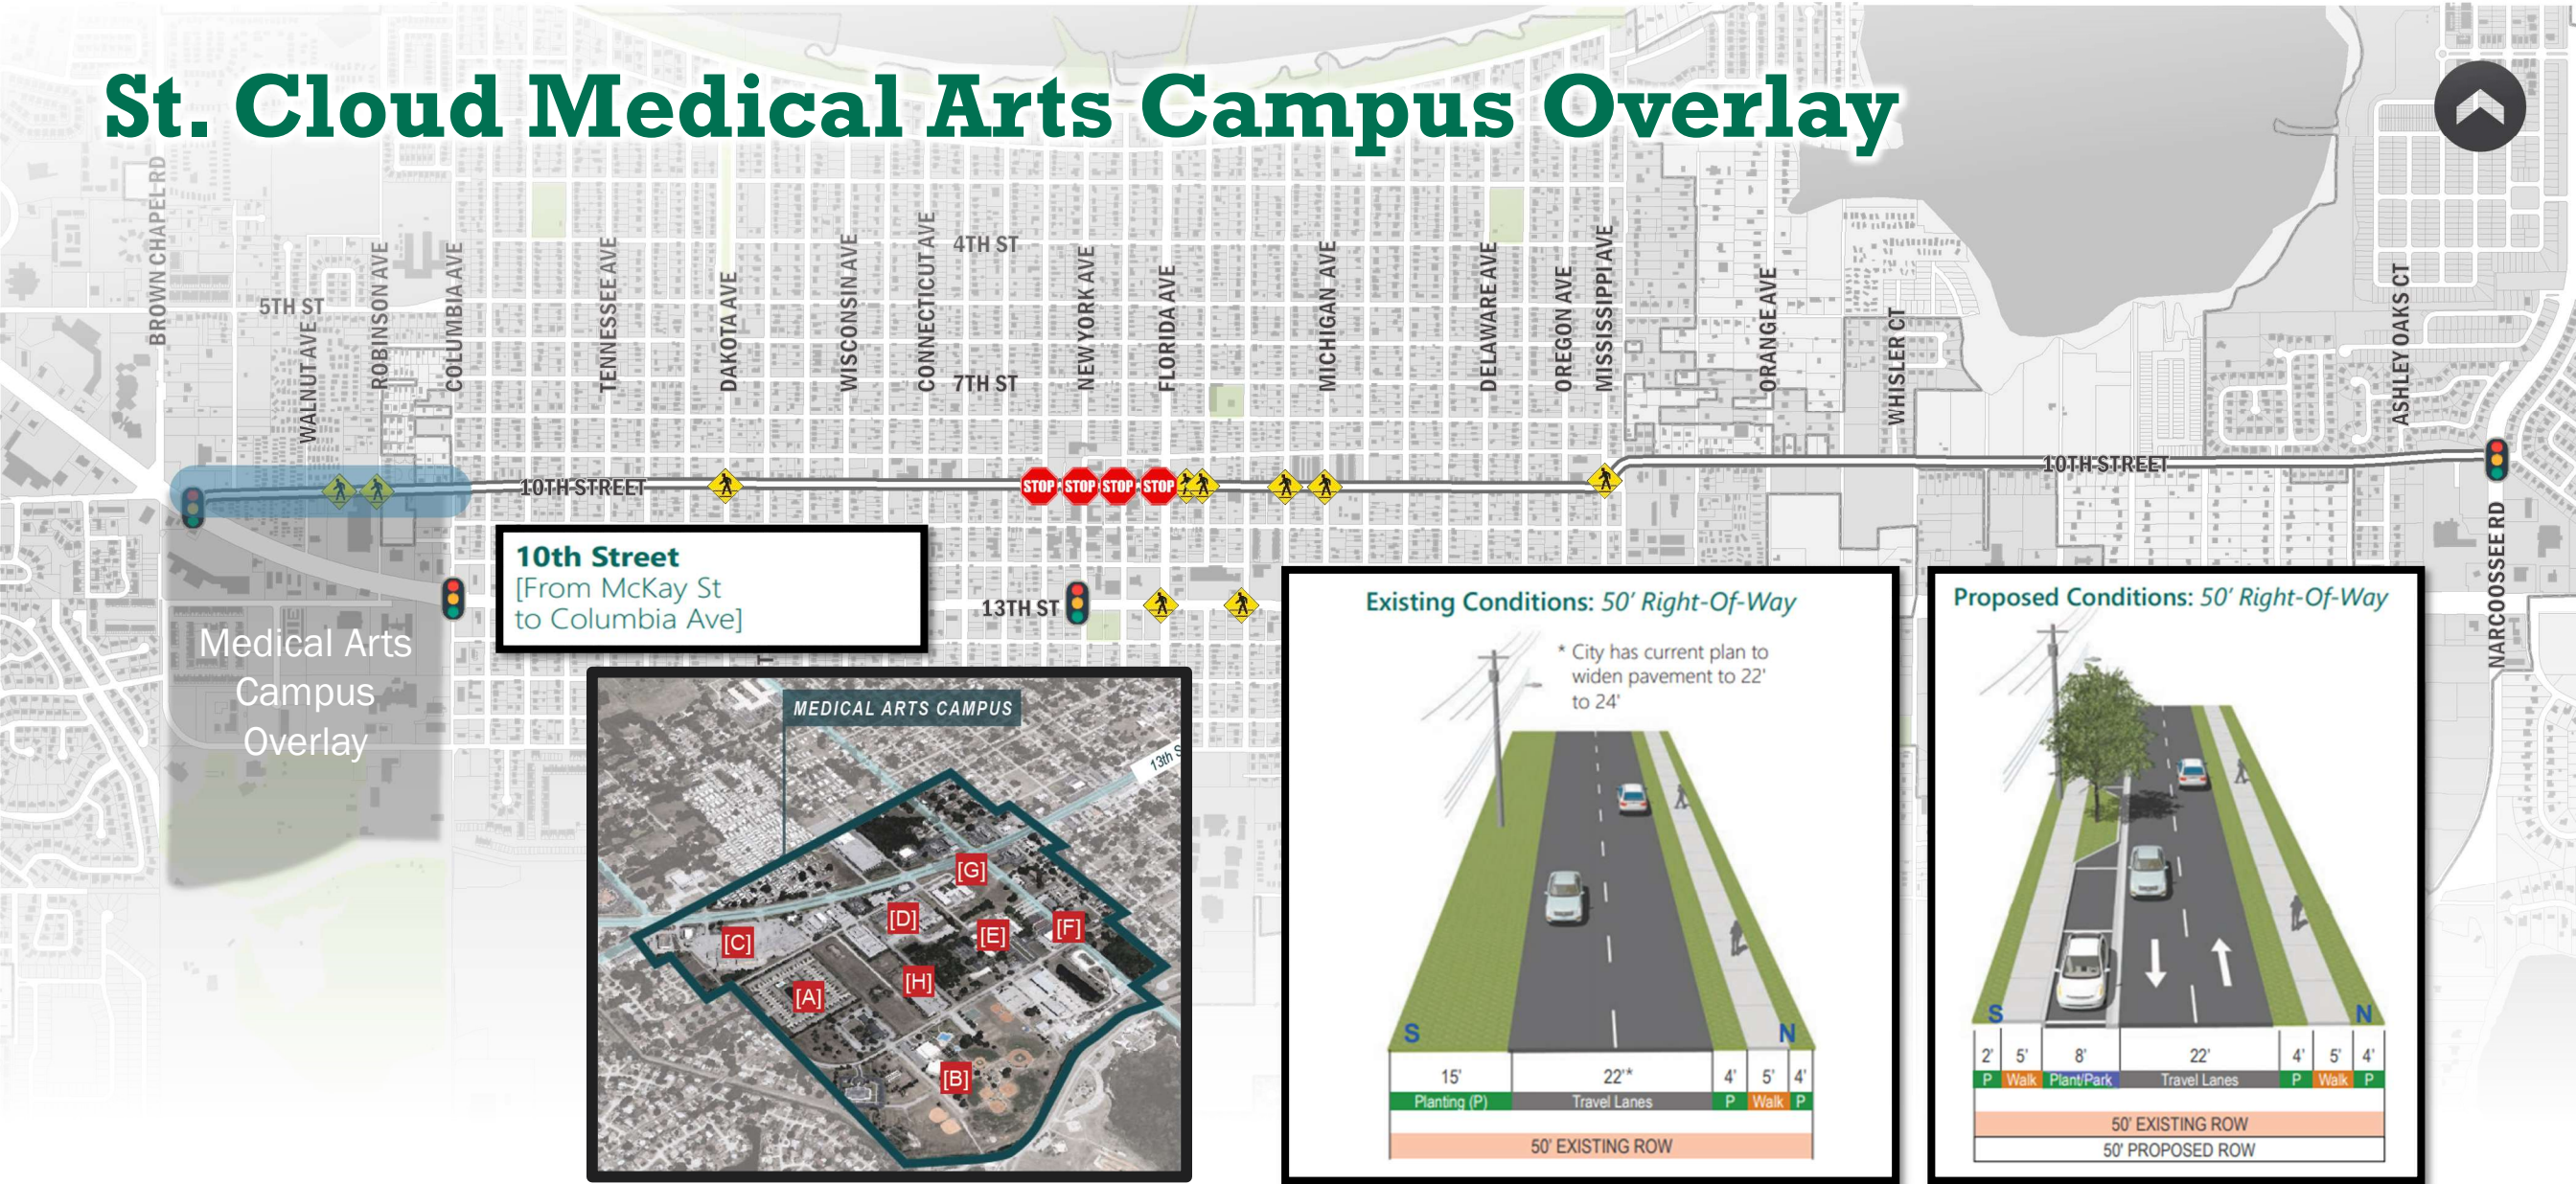 St. Cloud Medical Arts Campus Overlay
BROWN CHAPEL RD
5TH ST
WALNUT AVE
ROBINSON AVE
COLUMBIA AVE
TENNESSEE AVE
DAKOTA AVE
WISCONSIN AVE
CONNECTICUT AVE
4TH ST
7TH ST
NEW YORK AVE
FLORIDA AVE
MICHIGAN AVE
DELAWARE AVE
OREGON AVE
MISSISSIPPI AVE
ORANGE AVE
WHISLER CT
ASHLEY OAKS CT
NARCOOSSEE RD
10TH STREET
STOP STOP STOP STOP
10TH STREET
13TH ST
Medical Arts
Campus
Overlay
10th Street
[From McKay St
to Columbia Ave]
MEDICAL ARTS CAMPUS
13th S
[G]
[D]
[C]
[E]
[F]
[H]
[A]
[B]
Existing Conditions: 50' Right-Of-Way
* City has current plan to
widen pavement to 22'
to 24'
S N
15' 22'* 4' 5' 4'
Planting (P) Travel Lanes P Walk P
50' EXISTING ROW
Proposed Conditions: 50' Right-Of-Way
S N
2' 5' 8' 22' 4' 5' 4'
P Walk Plant/Park Travel Lanes P Walk P
50' EXISTING ROW
50' PROPOSED ROW